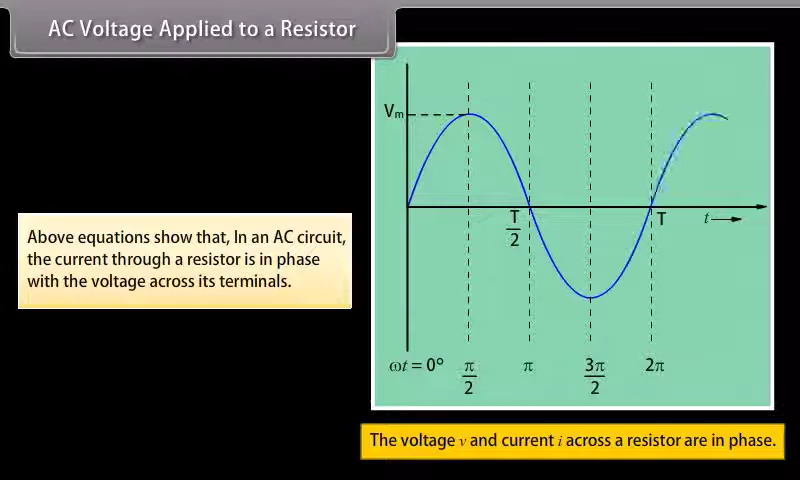 AC Voltage Applied to a Resistor
Above equations show that, In an AC circuit,
the current through a resistor is in phase
with the voltage across its terminals.
Vm
T/2
T
t
ωt = 0° π/2 π 3π/2 2π
The voltage v and current i across a resistor are in phase.